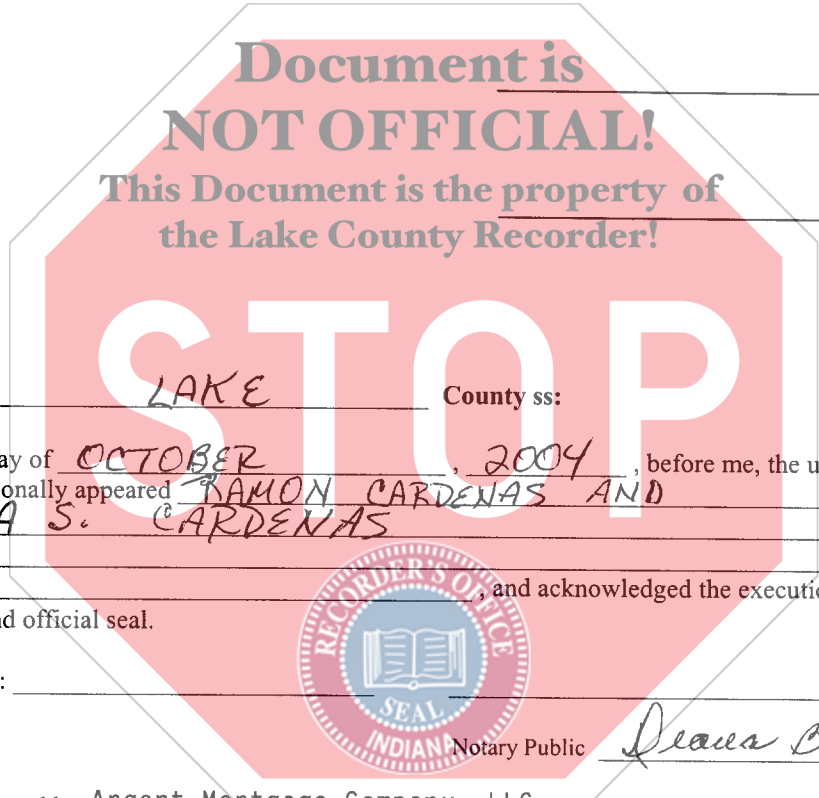 Document is
NOT OFFICIAL!
This Document is the property of
the Lake County Recorder!
STOP
LAKE County ss:
ay of OCTOBER, 2004, before me, the u
onally appeared RAMON CARDENAS AND
A S. CARDENAS
, and acknowledged the executi
d official seal.
:
RECORDER'S OFFICE
SEAL
INDIANA
Notary Public
Argent Mortgage Company, LLC